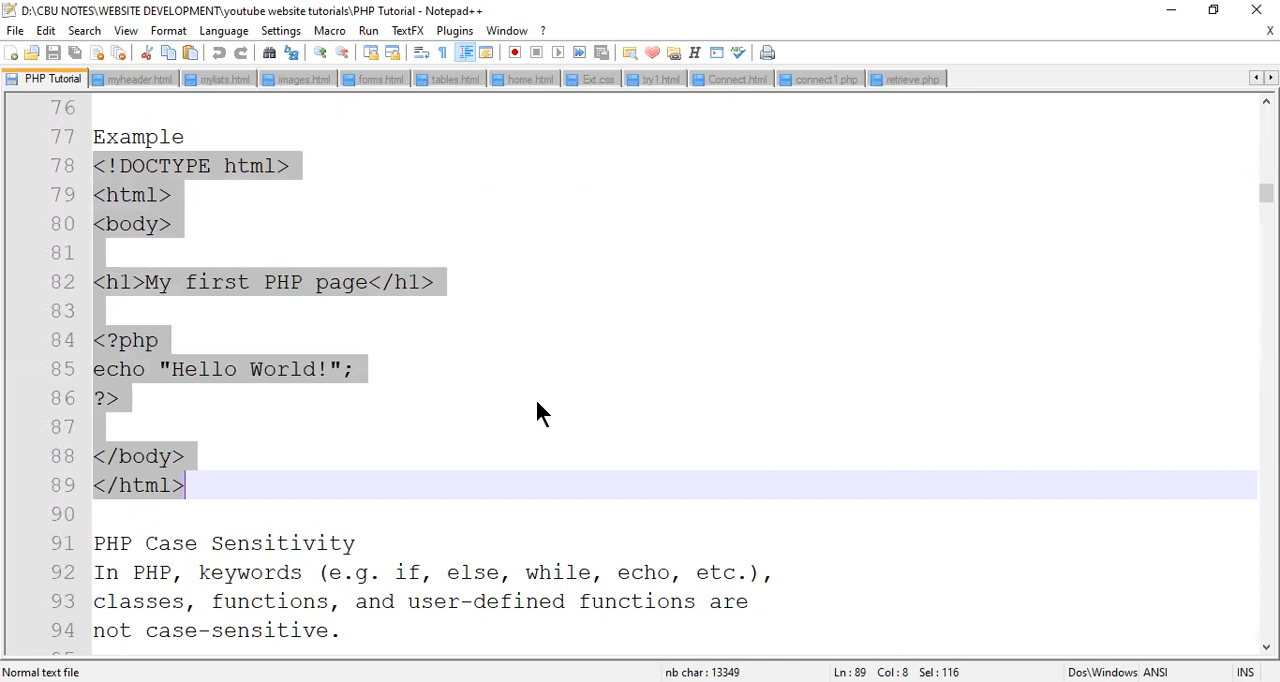 D:\CBU NOTES\WEBSITE DEVELOPMENT\youtube website tutorials\PHP Tutorial - Notepad++
File Edit Search View Format Language Settings Macro Run TextFX Plugins Window ? X
PHP Tutorial myheader.html mylists.html images.html forms.html tables.html home.html Ext.css try1.html Connect.html connect1.php retrieve.php
76
77 Example
78 <!DOCTYPE html>
79 <html>
80 <body>
81
82 <h1>My first PHP page</h1>
83
84 <?php
85 echo "Hello World!";
86 ?>
87
88 </body>
89 </html>
90
91 PHP Case Sensitivity
92 In PHP, keywords (e.g. if, else, while, echo, etc.),
93 classes, functions, and user-defined functions are
94 not case-sensitive.
Normal text file nb char : 13349 Ln : 89 Col : 8 Sel : 116 Dos\Windows ANSI INS